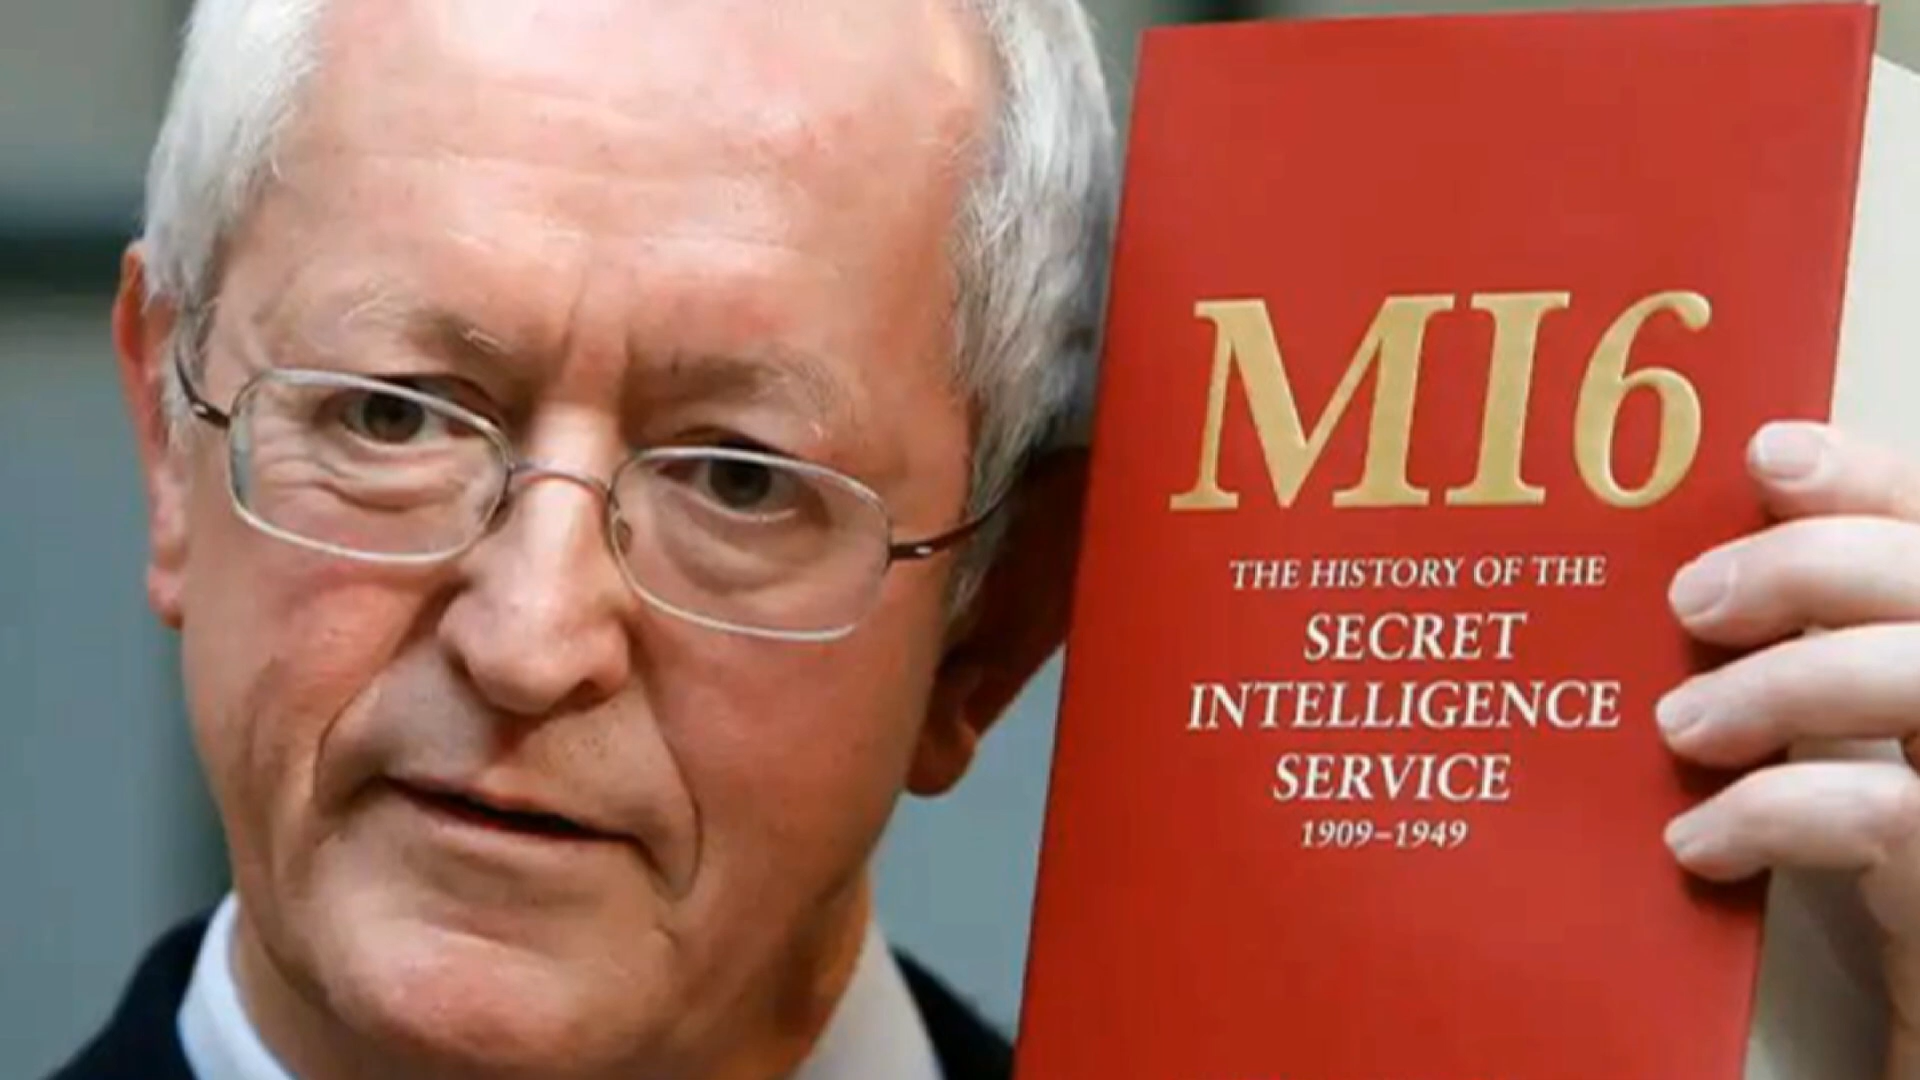 MI6
THE HISTORY OF THE
SECRET
INTELLIGENCE
SERVICE
1909–1949